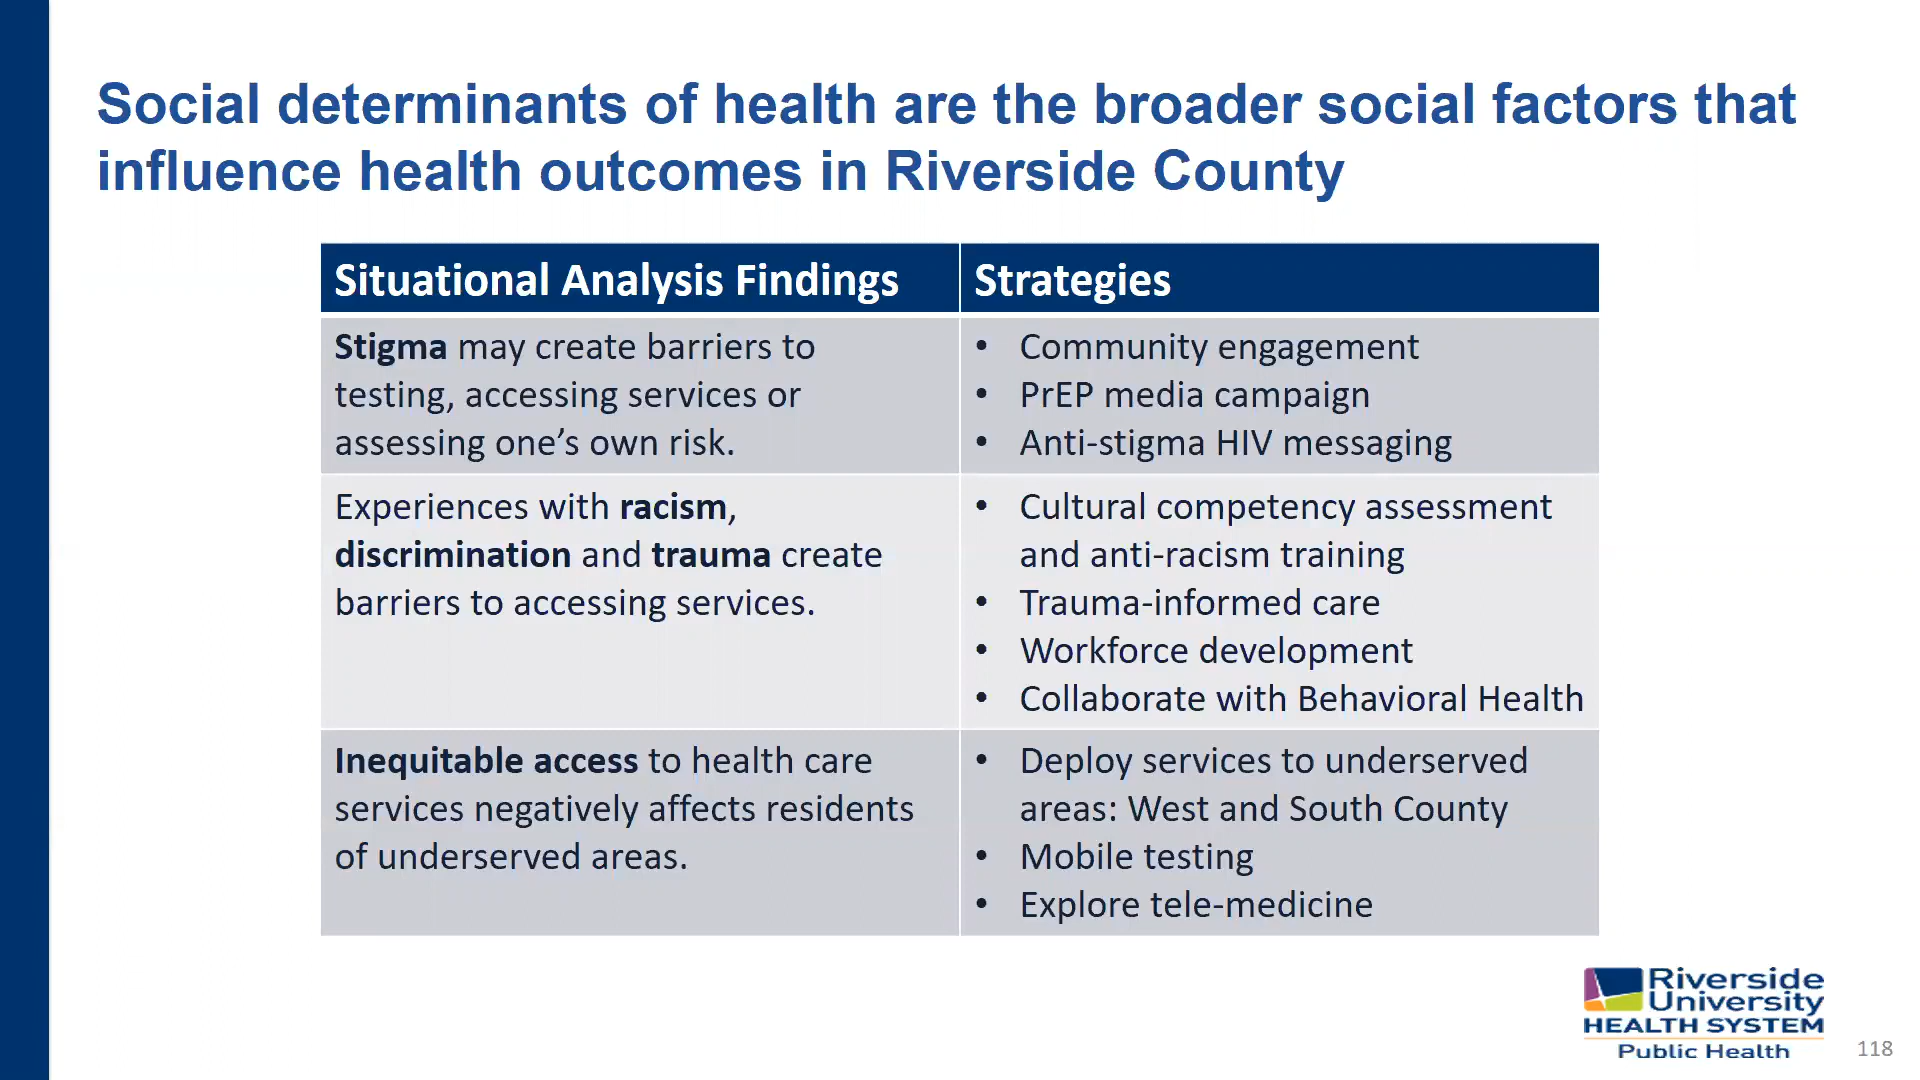 Social determinants of health are the broader social factors that
influence health outcomes in Riverside County
Situational Analysis Findings
Strategies
Stigma may create barriers to
testing, accessing services or
assessing one’s own risk.
• Community engagement
• PrEP media campaign
• Anti-stigma HIV messaging
Experiences with racism,
discrimination and trauma create
barriers to accessing services.
• Cultural competency assessment
and anti-racism training
• Trauma-informed care
• Workforce development
• Collaborate with Behavioral Health
Inequitable access to health care
services negatively affects residents
of underserved areas.
• Deploy services to underserved
areas: West and South County
• Mobile testing
• Explore tele-medicine
Riverside
University
HEALTH SYSTEM
Public Health
118